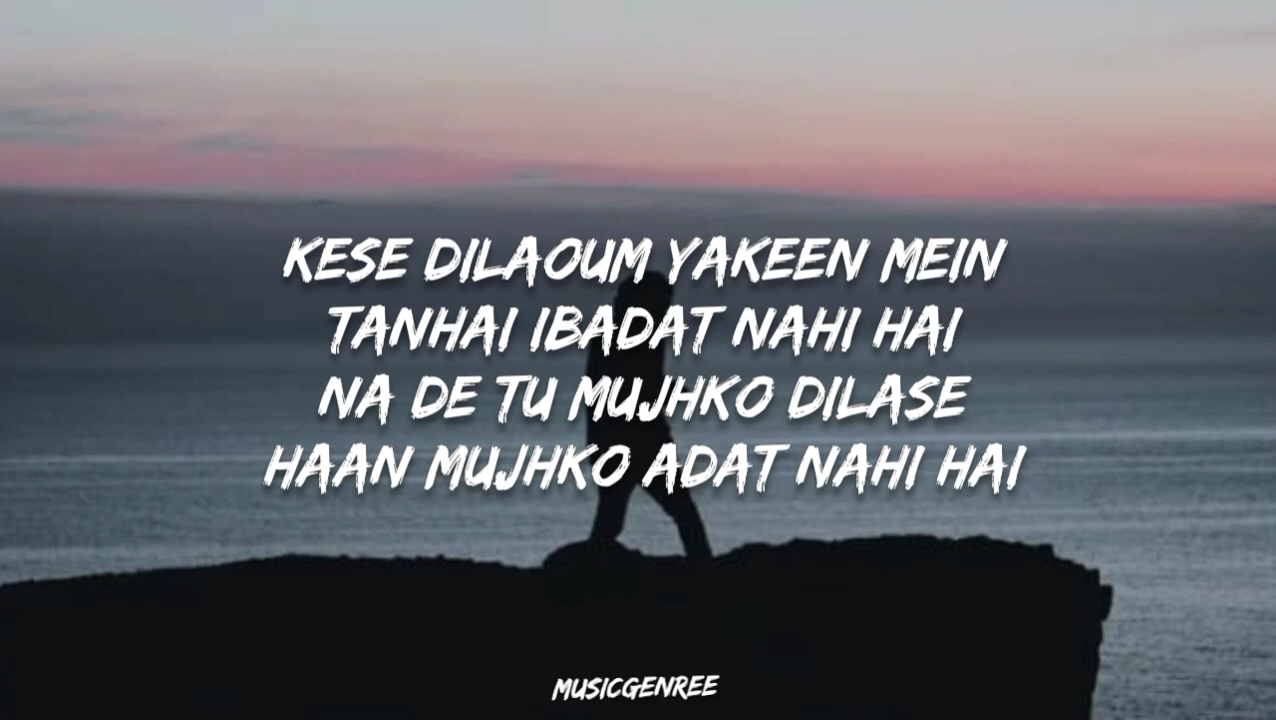 KESE DILAOUM YAKEEN MEIN
TANHAI IBADAT NAHI HAI
NA DE TU MUJHKO DILASE
HAAN MUJHKO ADAT NAHI HAI
MUSICGENREE